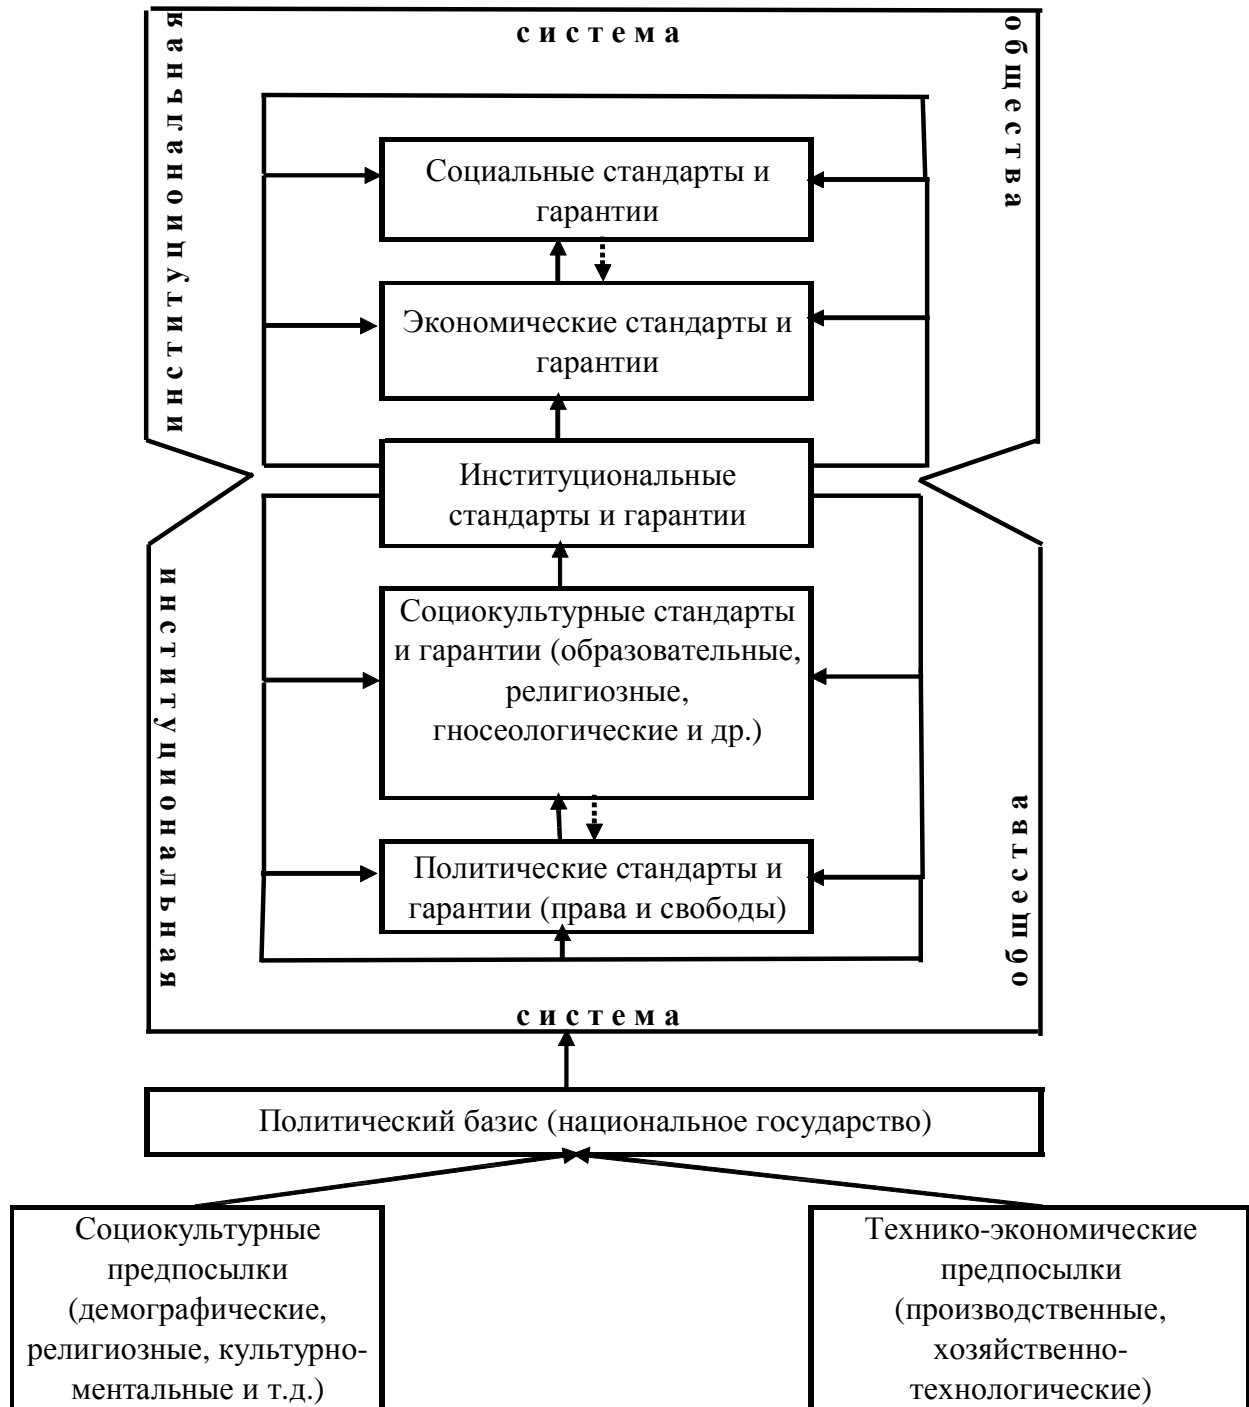 система
институциональная
общества
Социальные стандарты и
гарантии
Экономические стандарты и
гарантии
Институциональные
стандарты и гарантии
Социокультурные стандарты
и гарантии (образовательные,
религиозные,
гносеологические и др.)
Политические стандарты и
гарантии (права и свободы)
институциональная
общества
система
Политический базис (национальное государство)
Социокультурные
предпосылки
(демографические,
религиозные, культурно-
ментальные и т.д.)
Технико-экономические
предпосылки
(производственные,
хозяйственно-
технологические)